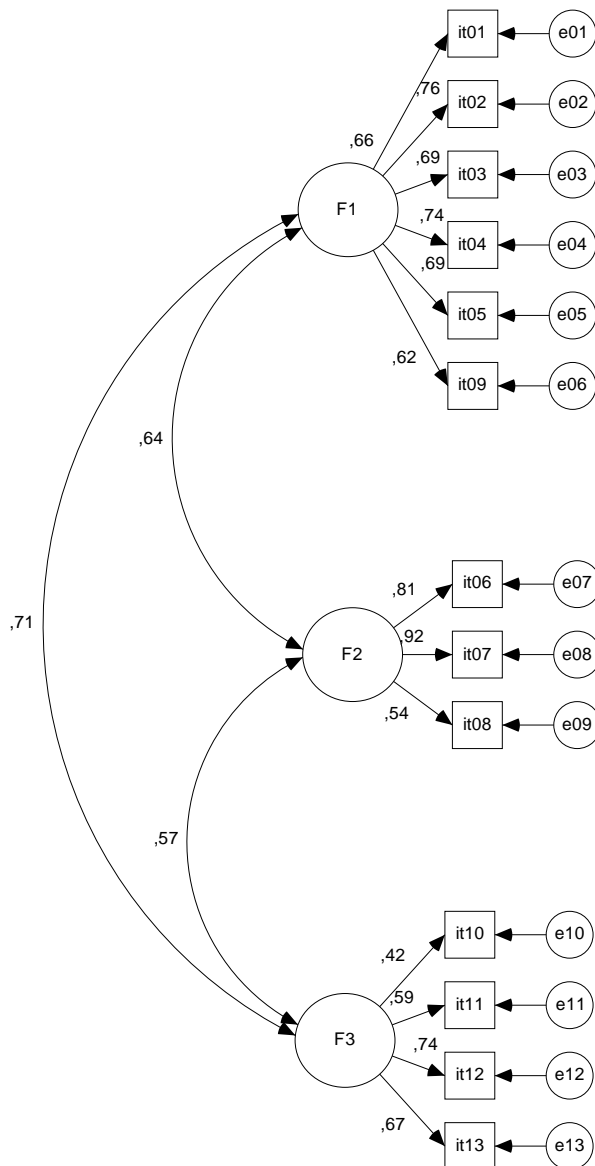 it01 e01
,76
it02 e02
,66
,69
it03 e03
F1
,74
it04 e04
,69
it05 e05
,62
it09 e06
,64
,81
it06 e07
,71
,92
F2
it07 e08
,54
it08 e09
,57
it10 e10
,42
,59
it11 e11
F3
,74
it12 e12
,67
it13 e13